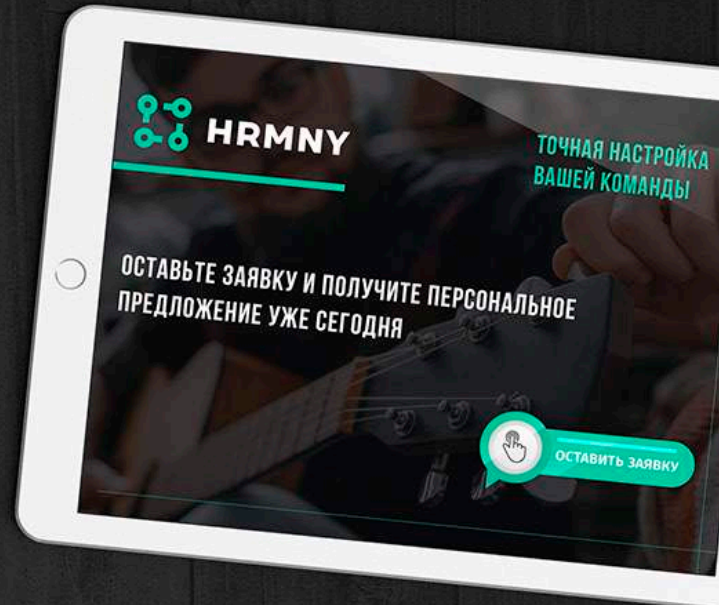 HRMNY
ТОЧНАЯ НАСТРОЙКА
ВАШЕЙ КОМАНДЫ
ОСТАВЬТЕ ЗАЯВКУ И ПОЛУЧИТЕ ПЕРСОНАЛЬНОЕ
ПРЕДЛОЖЕНИЕ УЖЕ СЕГОДНЯ
ОСТАВИТЬ ЗАЯВКУ